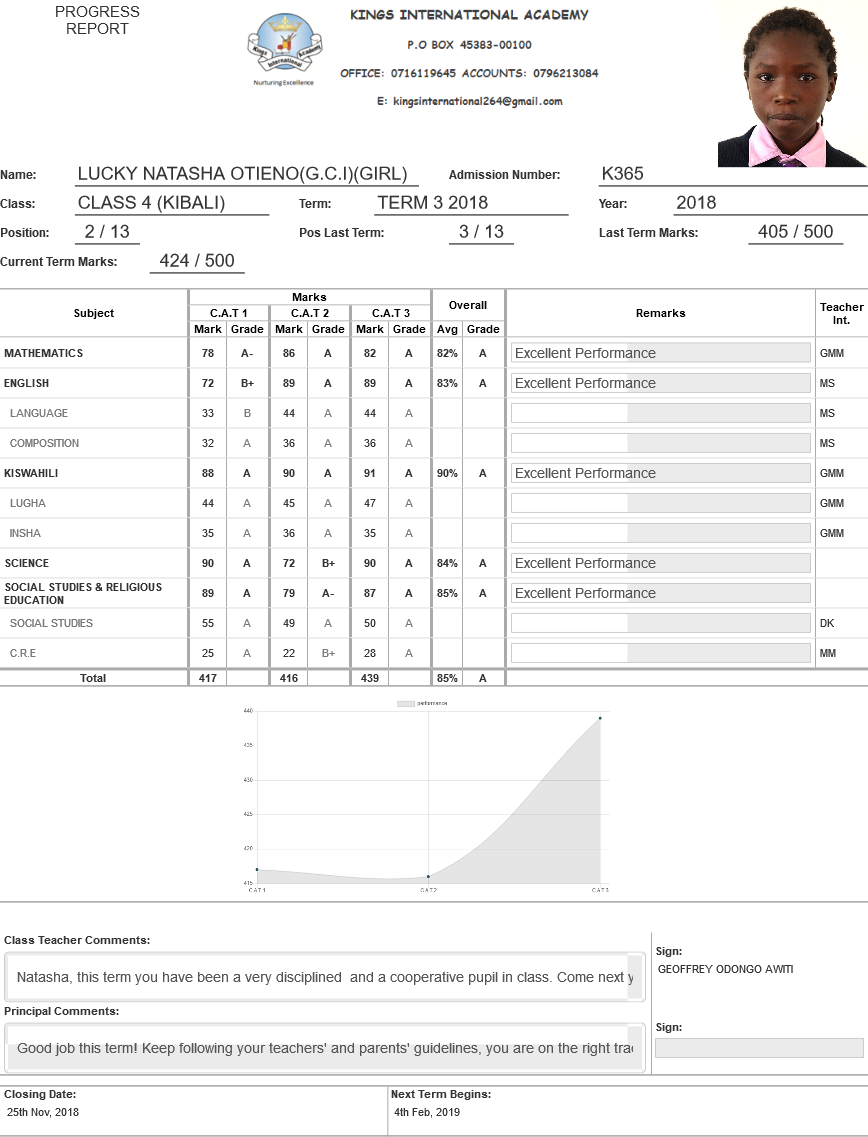 PROGRESS
REPORT
KINGS INTERNATIONAL ACADEMY
P.O BOX 45383-00100
OFFICE: 0716119645 ACCOUNTS: 0796213084
E: kingsinternational264@gmail.com
Kings International Academy
Nurturing Excellence
Name: LUCKY NATASHA OTIENO(G.C.I)(GIRL) Admission Number: K365
Class: CLASS 4 (KIBALI) Term: TERM 3 2018 Year: 2018
Position: 2 / 13 Pos Last Term: 3 / 13 Last Term Marks: 405 / 500
Current Term Marks: 424 / 500
Subject Marks Overall Remarks Teacher Int.
C.A.T 1 C.A.T 2 C.A.T 3
Mark Grade Mark Grade Mark Grade Avg Grade
MATHEMATICS 78 A- 86 A 82 A 82% A Excellent Performance GMM
ENGLISH 72 B+ 89 A 89 A 83% A Excellent Performance MS
LANGUAGE 33 B 44 A 44 A MS
COMPOSITION 32 A 36 A 36 A MS
KISWAHILI 88 A 90 A 91 A 90% A Excellent Performance GMM
LUGHA 44 A 45 A 47 A GMM
INSHA 35 A 36 A 35 A GMM
SCIENCE 90 A 72 B+ 90 A 84% A Excellent Performance
SOCIAL STUDIES & RELIGIOUS
EDUCATION 89 A 79 A- 87 A 85% A Excellent Performance
SOCIAL STUDIES 55 A 49 A 50 A DK
C.R.E 25 A 22 B+ 28 A MM
Total 417 416 439 85% A
performance
440
435
430
425
420
415
CAT1 CAT2 CAT3
Class Teacher Comments:
Natasha, this term you have been a very disciplined  and a cooperative pupil in class. Come next
Sign:
GEOFFREY ODONGO AWITI
Principal Comments:
Good job this term! Keep following your teachers' and parents' guidelines, you are on the right
Sign:
Closing Date: Next Term Begins:
25th Nov, 2018 4th Feb, 2019